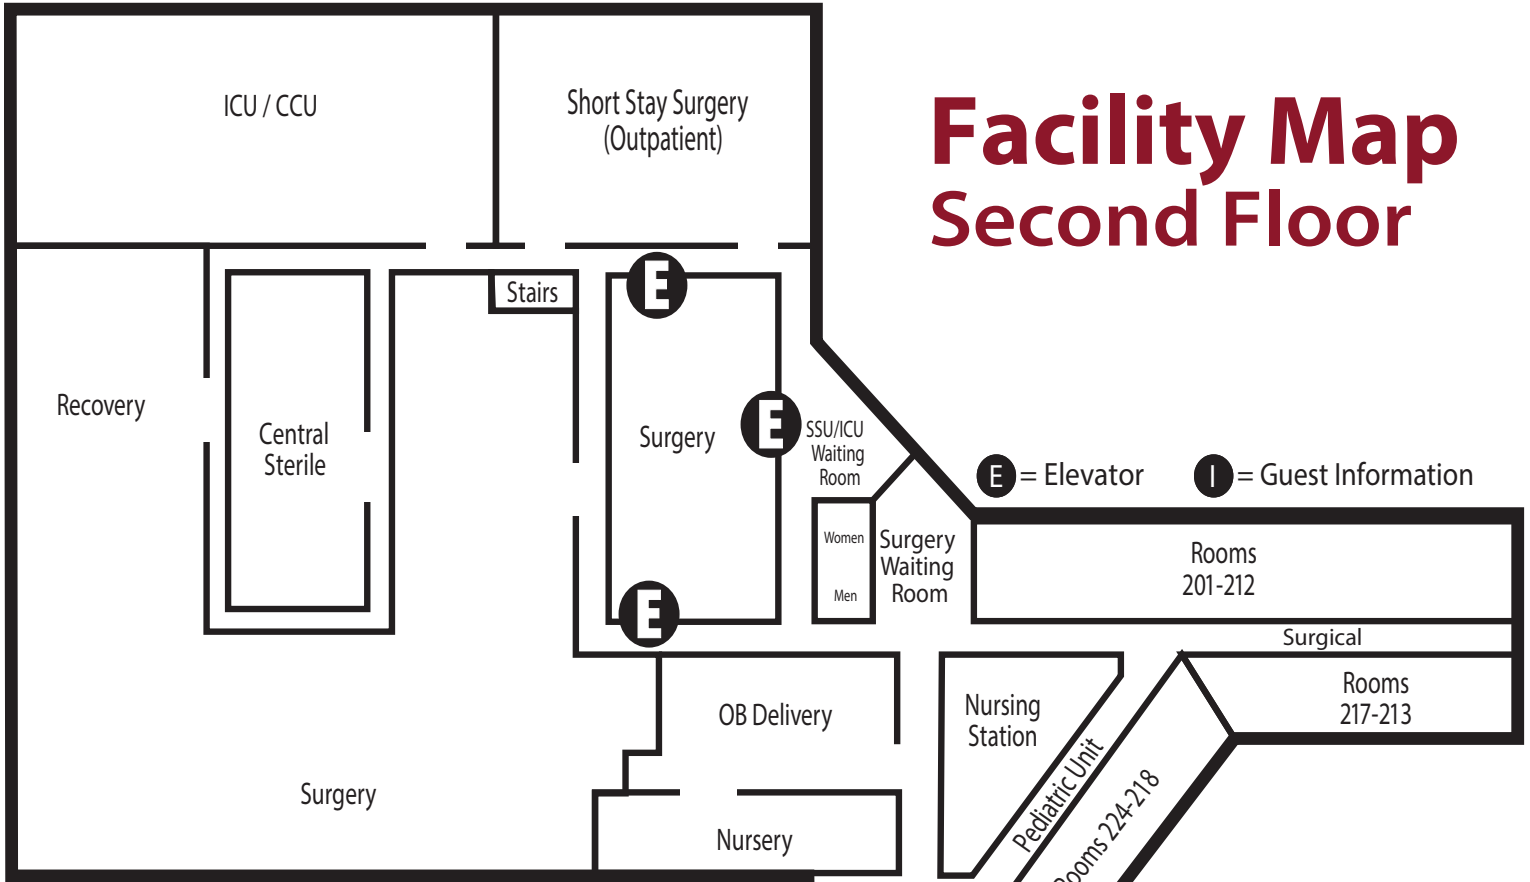 ICU / CCU
Short Stay Surgery
(Outpatient)
Facility Map
Second Floor
E
Stairs
Recovery
Central
Sterile
Surgery
E
SSU/ICU
Waiting
Room
E = Elevator
I = Guest Information
Women
Men
Surgery
Waiting
Room
Rooms
201-212
E
Surgical
Rooms
217-213
OB Delivery
Nursing
Station
Pediatric Unit
Rooms 224-218
Surgery
Nursery